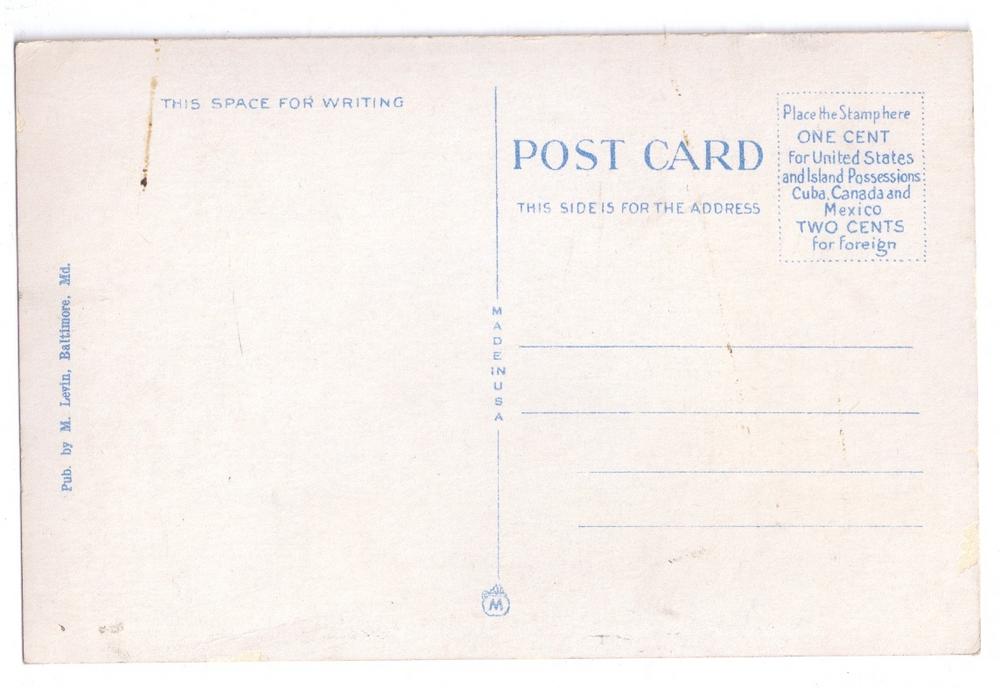 THIS SPACE FOR WRITING
POST CARD
THIS SIDE IS FOR THE ADDRESS
Place the Stamp here
ONE CENT
for United States
and Island Possessions
Cuba, Canada and
Mexico
TWO CENTS
for Foreign
MADE IN USA
M
Pub. by M. Levin, Baltimore, Md.